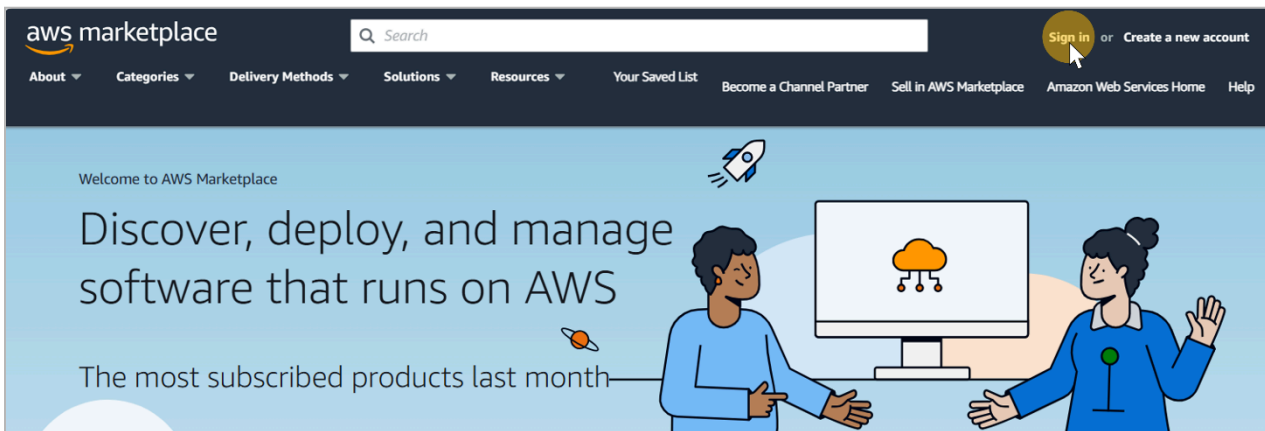 aws marketplace
Search
Sign in or Create a new account
About Categories Delivery Methods Solutions Resources Your Saved List
Become a Channel Partner Sell in AWS Marketplace Amazon Web Services Home Help
Welcome to AWS Marketplace
Discover, deploy, and manage
software that runs on AWS
The most subscribed products last month